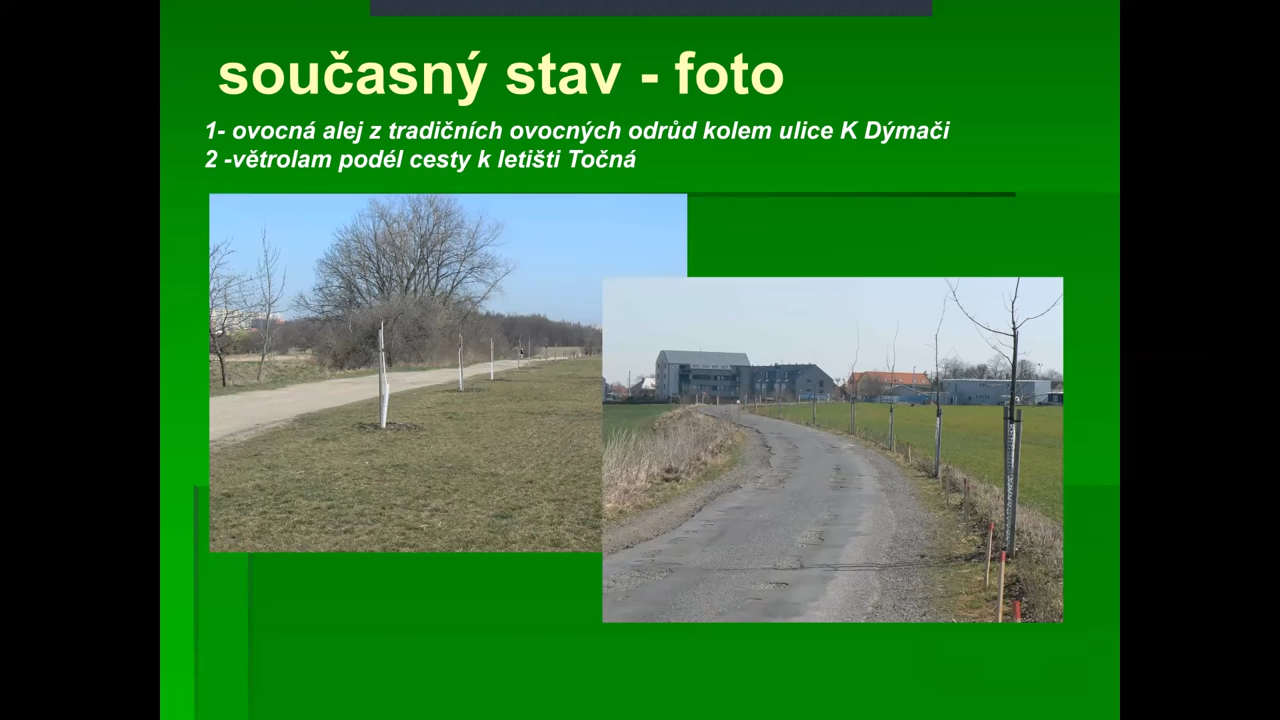 současný stav - foto
1- ovocná alej z tradičních ovocných odrůd kolem ulice K Dýmači
2 -větrolam podél cesty k letišti Točná